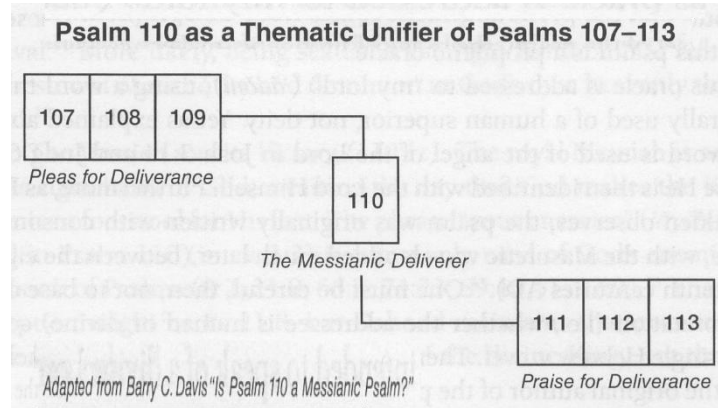 Psalm 110 as a Thematic Unifier of Psalms 107–113
107 108 109
Pleas for Deliverance
110
The Messianic Deliverer
111 112 113
Praise for Deliverance
Adapted from Barry C. Davis "Is Psalm 110 a Messianic Psalm?"